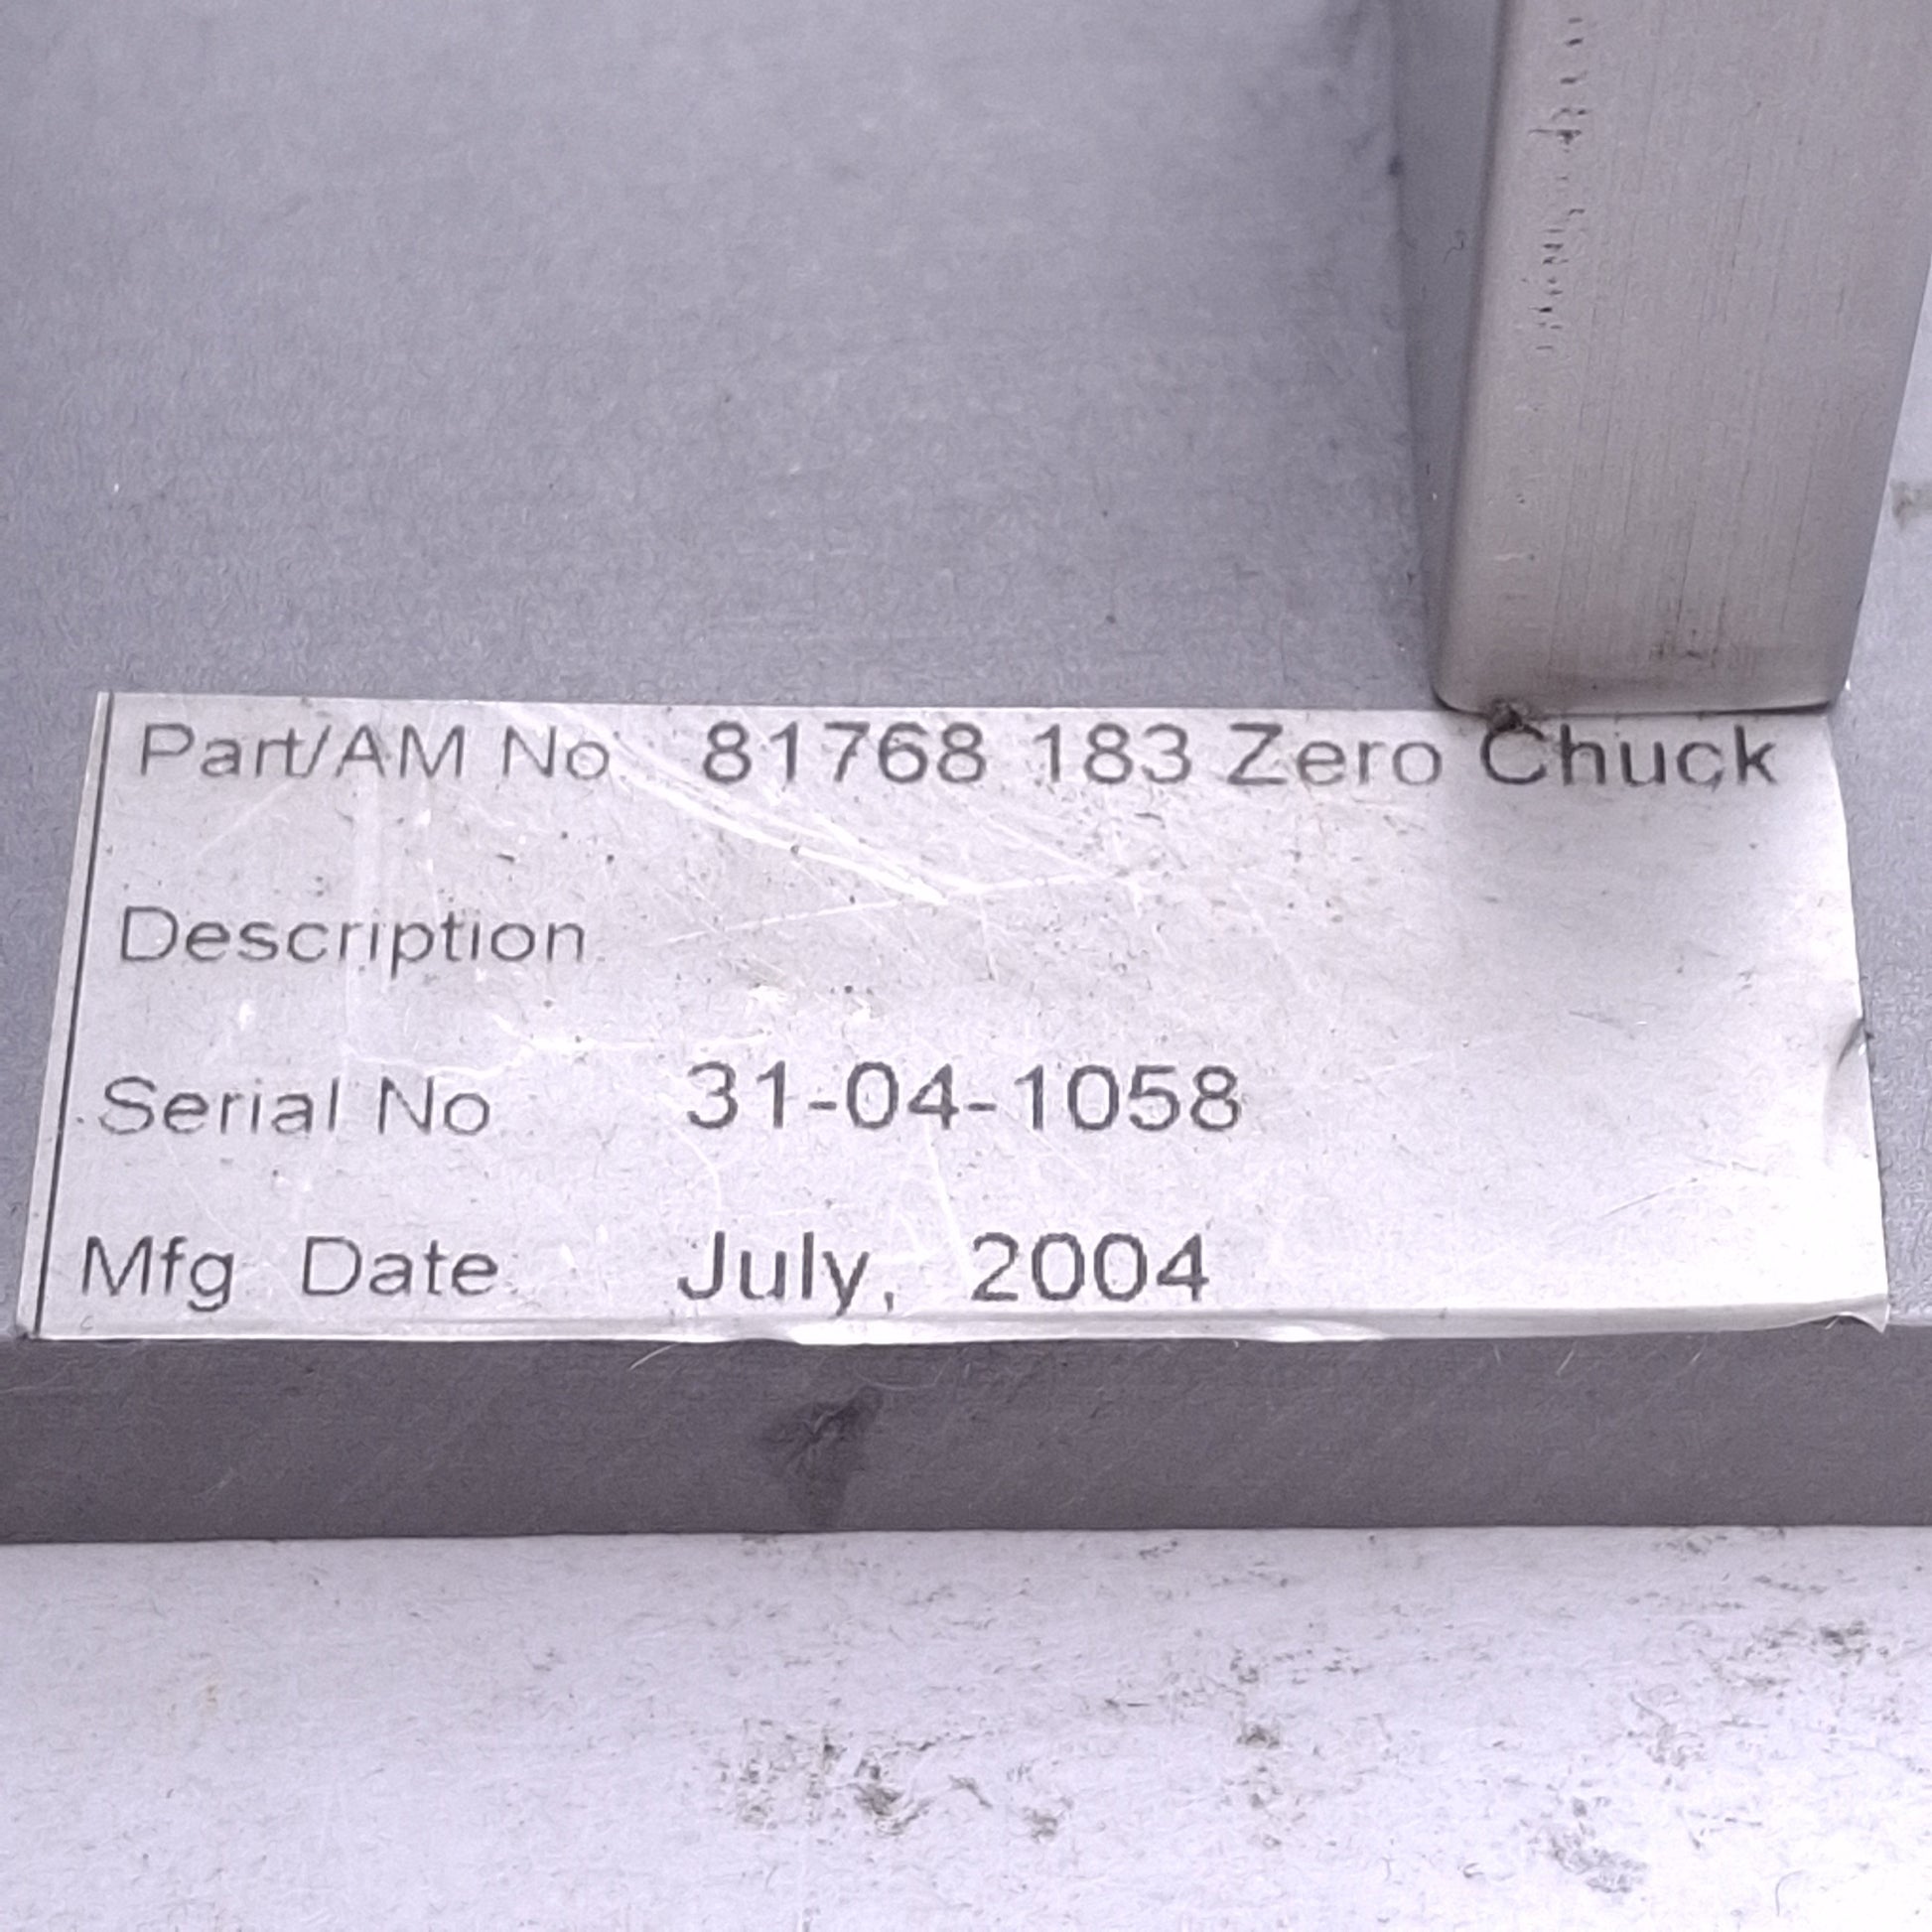 Part/AM No 81768 183 Zero Chuck
Description
Serial No 31-04-1058
Mfg Date July, 2004